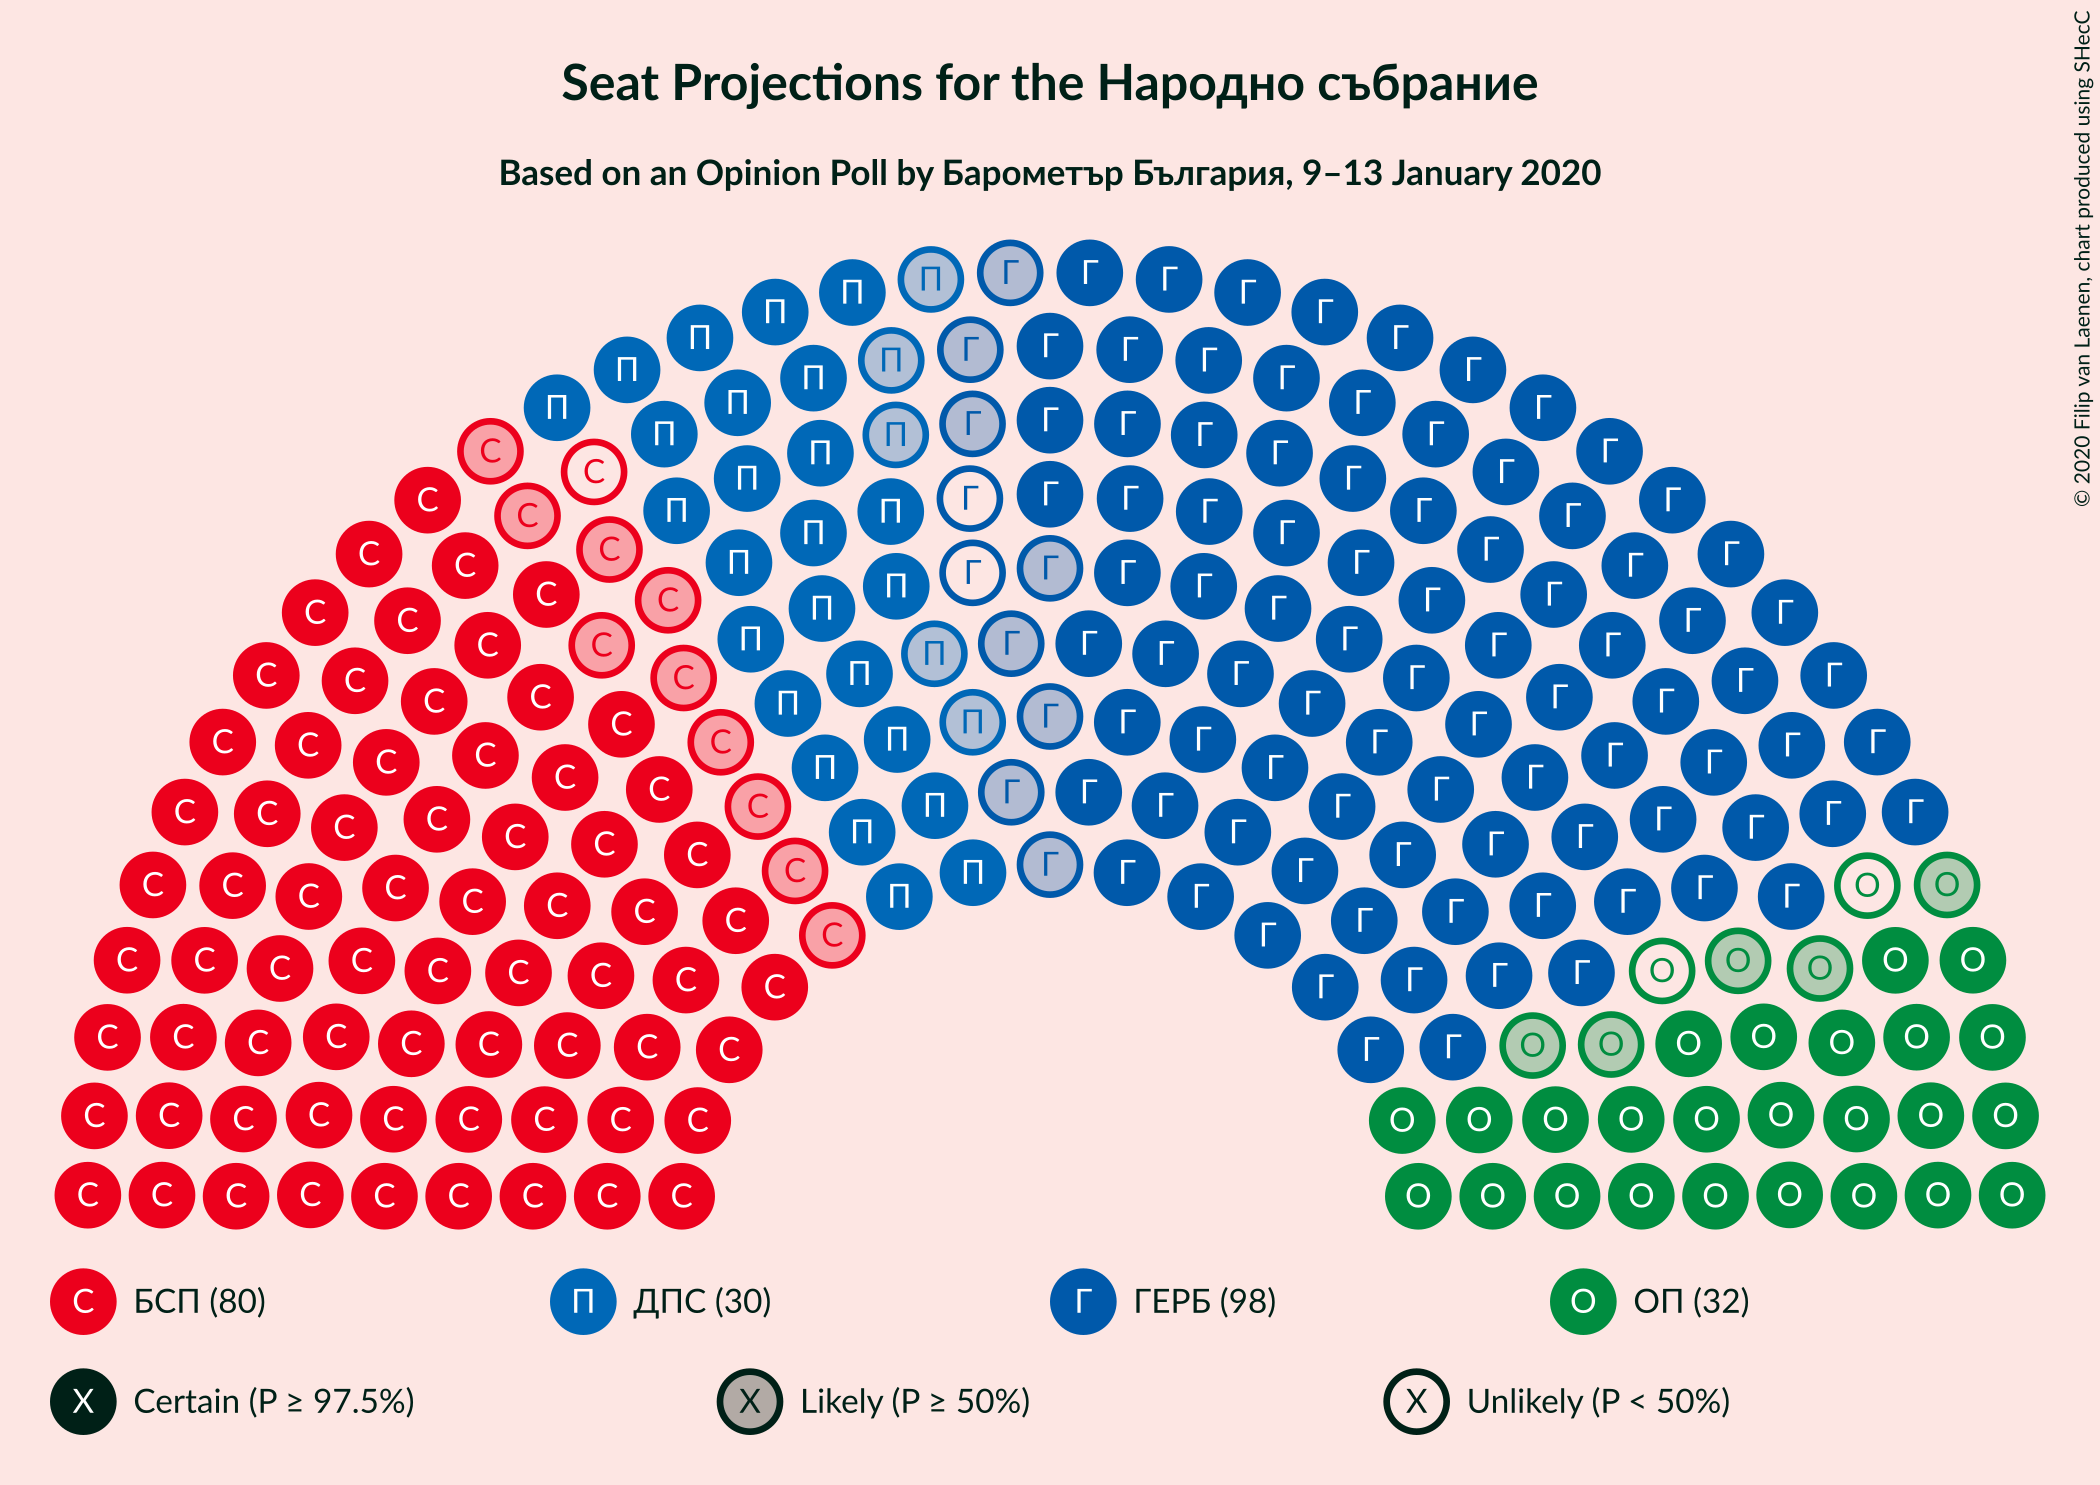 Seat Projections for the Народно събрание
Based on an Opinion Poll by Барометър България, 9–13 January 2020
© 2020 Filip van Laenen, chart produced using SHecC
С БСП (80) П ДПС (30) Г ГЕРБ (98) О ОП (32)
X Certain (P ≥ 97.5%) X Likely (P ≥ 50%) X Unlikely (P < 50%)